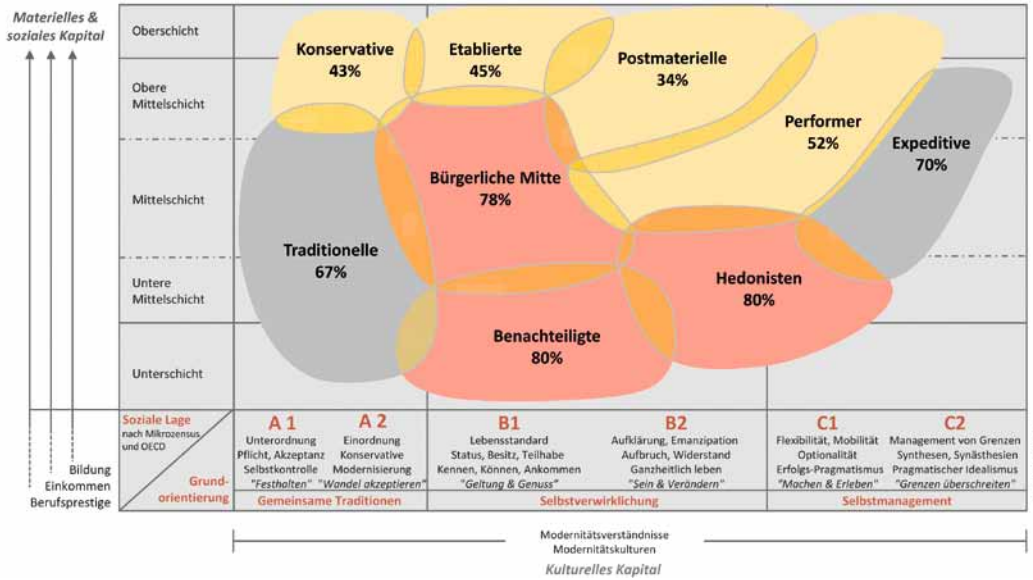 Materielles &
soziales Kapital
Oberschicht
Obere
Mittelschicht
Mittelschicht
Untere
Mittelschicht
Unterschicht
Konservative
43%
Etablierte
45%
Postmaterielle
34%
Performer
52%
Expeditive
70%
Bürgerliche Mitte
78%
Traditionelle
67%
Hedonisten
80%
Benachteiligte
80%
Soziale Lage
nach Mikrozensus
und OECD
Bildung
Einkommen
Berufsprestige
Grund-
orientierung
A 1
Unterordnung
Pflicht, Akzeptanz
Selbstkontrolle
"Festhalten"
A 2
Einordnung
Konservative
Modernisierung
"Wandel akzeptieren"
B1
Lebensstandard
Status, Besitz, Teilhabe
Kennen, Können, Ankommen
"Geltung & Genuss"
B2
Aufklärung, Emanzipation
Aufbruch, Widerstand
Ganzheitlich leben
"Sein & Verändern"
C1
Flexibilität, Mobilität
Optionalität
Erfolgs-Pragmatismus
"Machen & Erleben"
C2
Management von Grenzen
Synthesen, Synästhesien
Pragmatischer Idealismus
"Grenzen überschreiten"
Gemeinsame Traditionen
Selbstverwirklichung
Selbstmanagement
Modernitätsverständnisse
Modernitätskulturen
Kulturelles Kapital